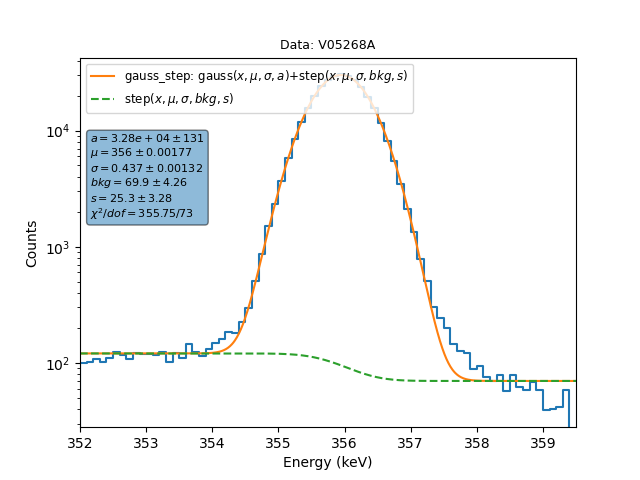 Data: V05268A
gauss_step: gauss(x, μ, σ, a)+step(x, μ, σ, bkg, s)
step(x, μ, σ, bkg, s)
a = 3.28e + 04 ± 131
μ = 356 ± 0.00177
σ = 0.437 ± 0.00132
bkg = 69.9 ± 4.26
s = 25.3 ± 3.28
χ²/dof = 355.75/73
10⁴
10³
10²
Counts
352 353 354 355 356 357 358 359
Energy (keV)